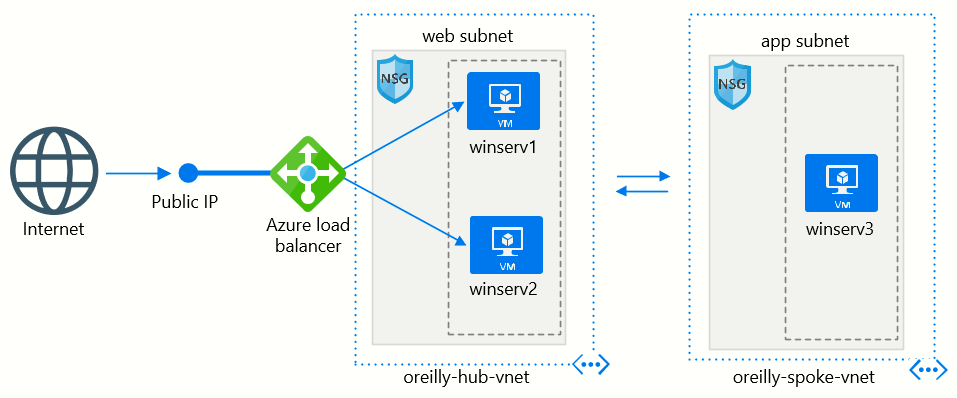 web subnet
NSG
VM
winserv1
VM
winserv2
oreilly-hub-vnet
app subnet
NSG
VM
winserv3
oreilly-spoke-vnet
Internet
Public IP
Azure load
balancer